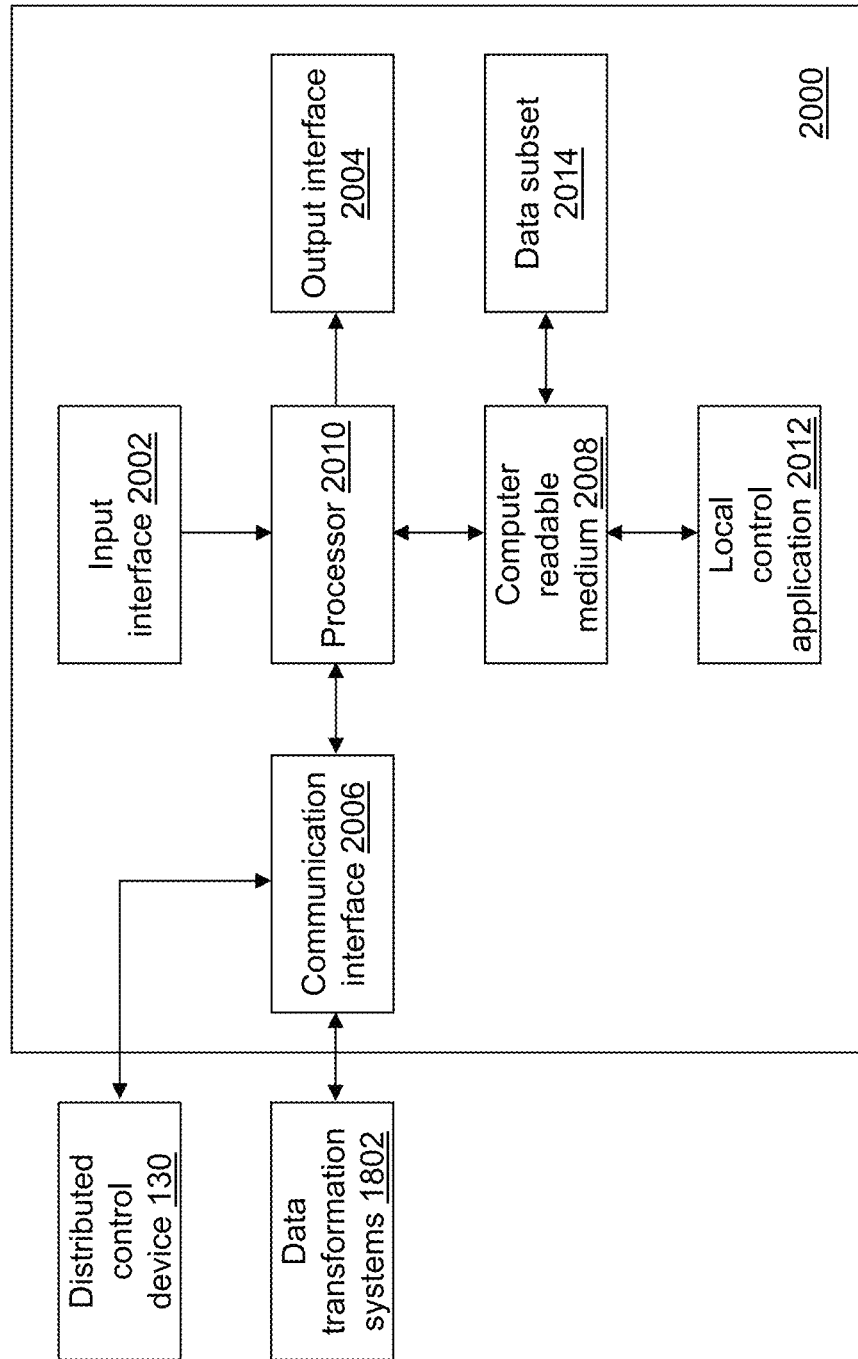 Distributed
control
device 130
Input
interface 2002
Data
transformation
systems 1802
Communication
interface 2006
Processor 2010
Output interface
2004
Computer
readable
medium 2008
Data subset
2014
Local
control
application 2012
2000